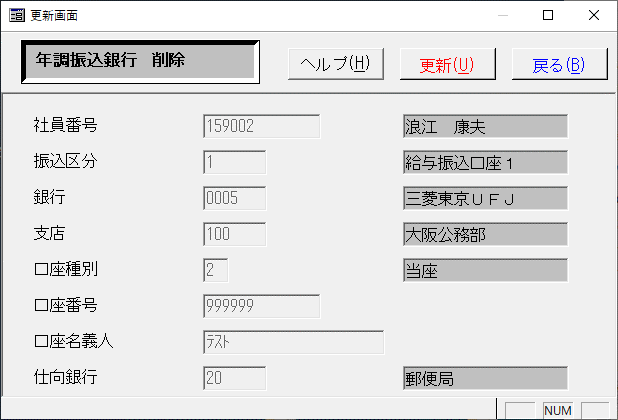 更新画面
年調振込銀行　削除
ヘルプ(H)
更新(U)
戻る(B)
社員番号 159002 浪江　康夫
振込区分 1 給与振込口座１
銀行 0005 三菱東京ＵＦＪ
支店 100 大阪公務部
口座種別 2 当座
口座番号 999999
口座名義人 ﾃｽﾄ
仕向銀行 20 郵便局
NUM